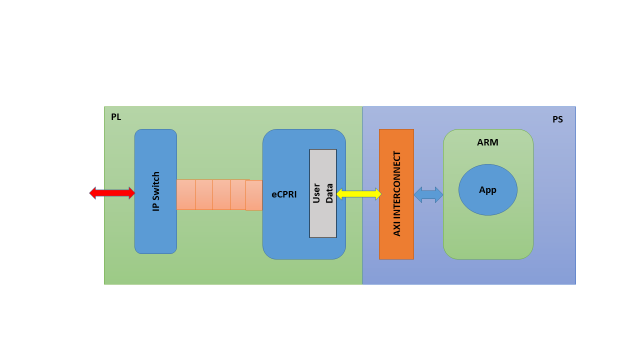 PL
PS
IP Switch
eCPRI
User
Data
AXI INTERCONNECT
ARM
App